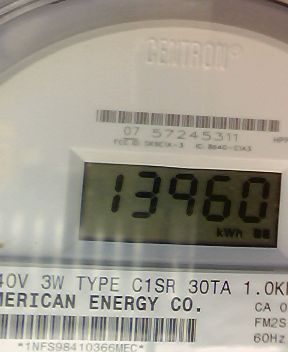 CENTRON®
07 57245311
13960
kWh
40V 3W TYPE C1SR 30TA 1.0K
MERICAN ENERGY CO.
CA 0
FM2S
60Hz
*1NFS98410366MEC*